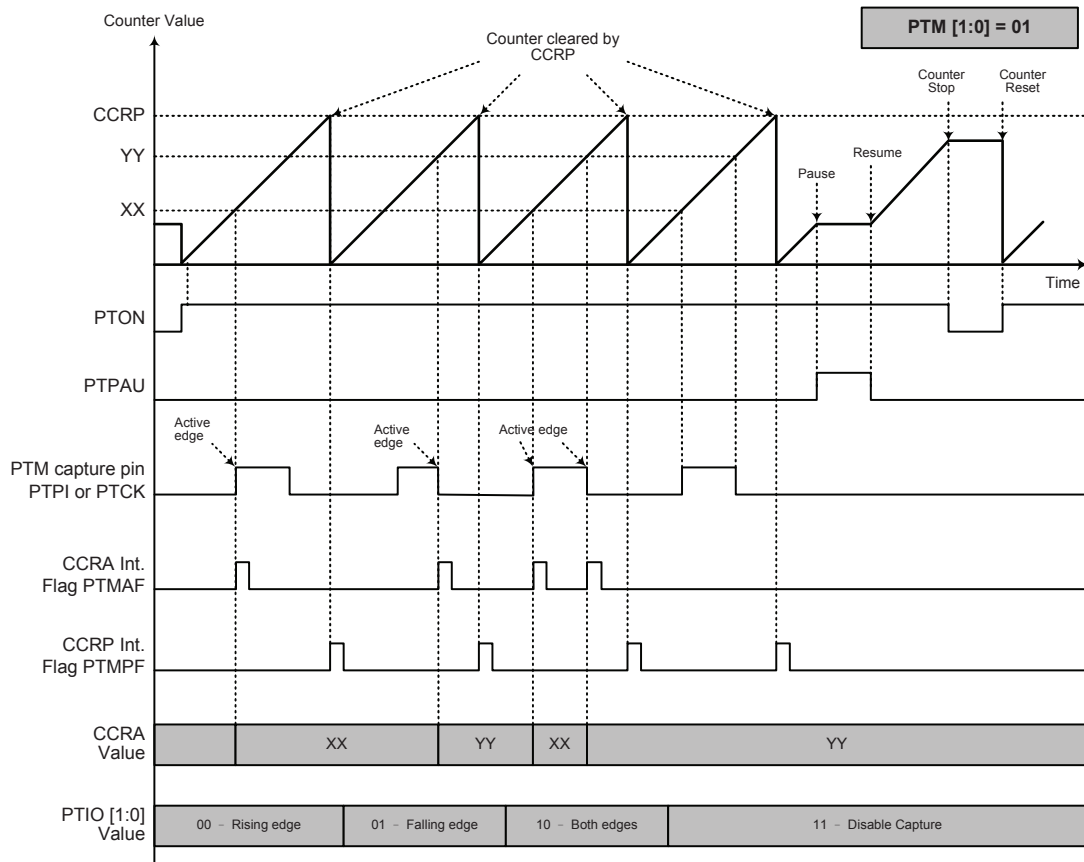 Counter Value
PTM [1:0] = 01
Counter cleared by
CCRP
Counter
Stop
Counter
Reset
CCRP
YY
Resume
Pause
XX
Time
PTON
PTPAU
Active
edge
Active
edge
Active edge
PTM capture pin
PTPI or PTCK
CCRA Int.
Flag PTMAF
CCRP Int.
Flag PTMPF
CCRA
Value
XX
YY
XX
YY
PTIO [1:0]
Value
00 - Rising edge
01 - Falling edge
10 - Both edges
11 - Disable Capture